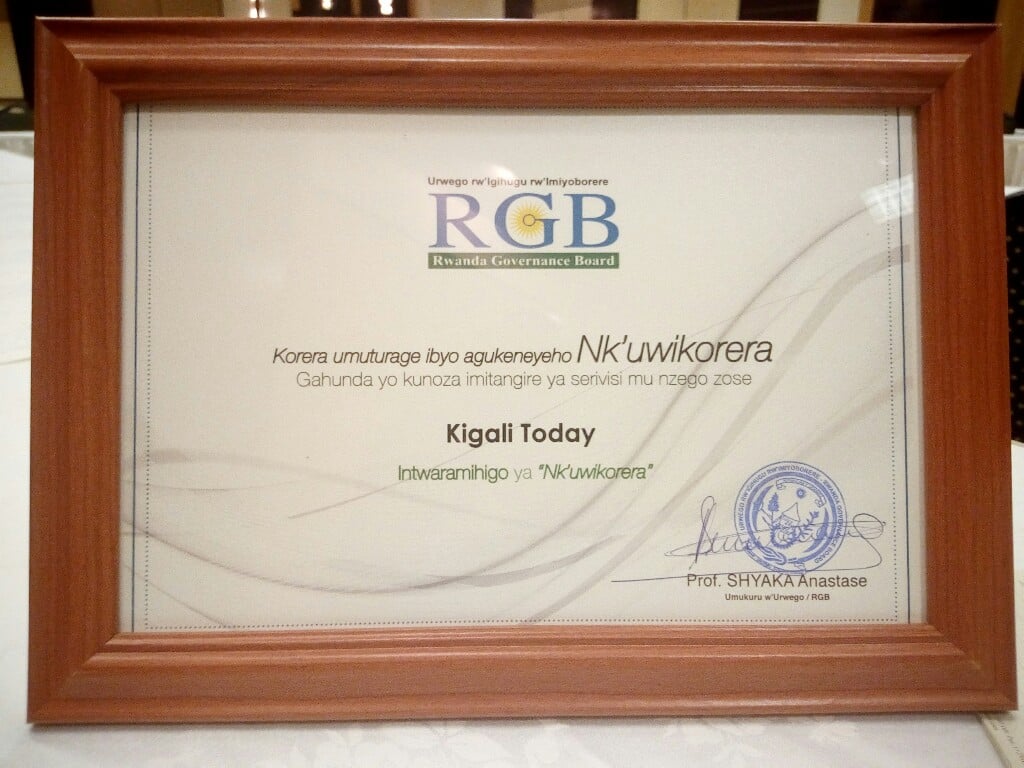 Urwego rw'Igihugu rw'Imiyoborere
RGB
Rwanda Governance Board
Korera umuturage ibyo agukeneyeho Nk'uwikorera
Gahunda yo kunoza imitangire ya serivisi mu nzego zose
Kigali Today
Intwaramihigo ya "Nk'uwikorera"
Prof. SHYAKA Anastase
Umukuru w'Urwego / RGB